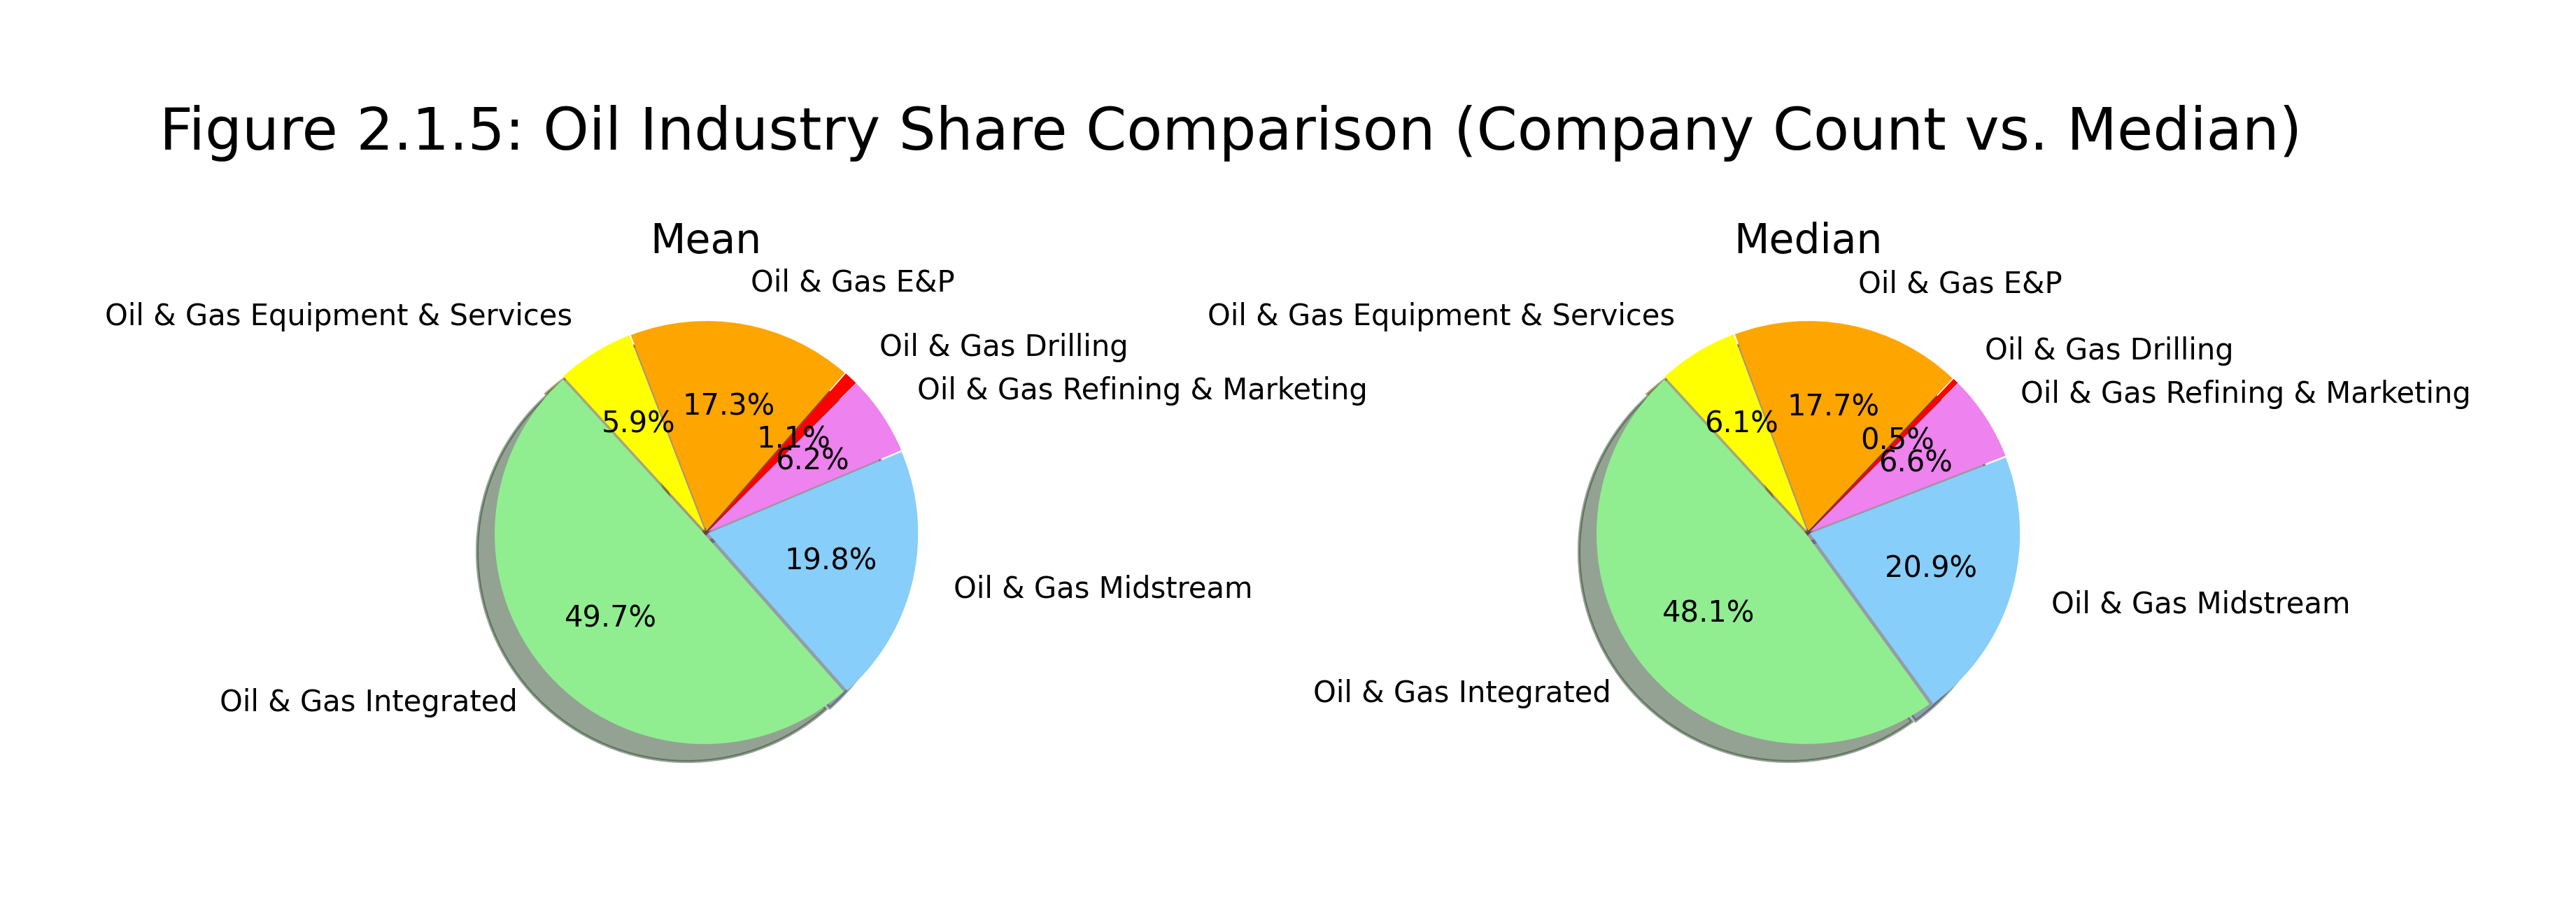 Figure 2.1.5: Oil Industry Share Comparison (Company Count vs. Median)
Mean
Oil & Gas E&P
Oil & Gas Equipment & Services
Oil & Gas Drilling
Oil & Gas Refining & Marketing
17.3%
5.9%
1.1%
6.2%
19.8%
Oil & Gas Midstream
49.7%
Oil & Gas Integrated
Median
Oil & Gas E&P
Oil & Gas Equipment & Services
Oil & Gas Drilling
Oil & Gas Refining & Marketing
17.7%
6.1%
0.5%
6.6%
20.9%
Oil & Gas Midstream
48.1%
Oil & Gas Integrated